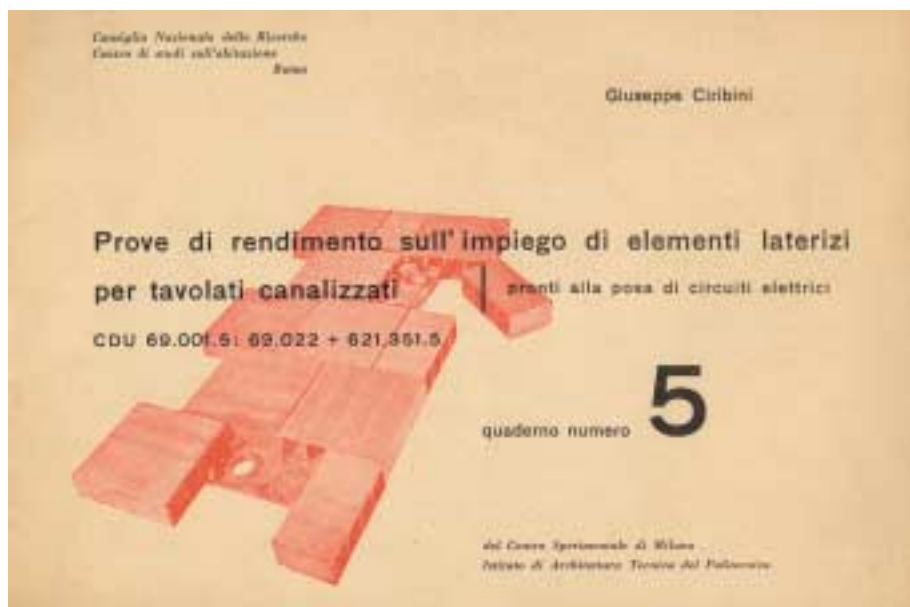 Consiglio Nazionale delle Ricerche
Centro di studi sull'abitazione
Roma
Giuseppe Ciribini
Prove di rendimento sull'impiego di elementi laterizi
per tavolati canalizzati pronti alla posa di circuiti elettrici
CDU 69.001.5: 69.022 + 621.351.5
quaderno numero 5
del Centro Sperimentale di Milano
Istituto di Architettura Tecnica del Politecnico